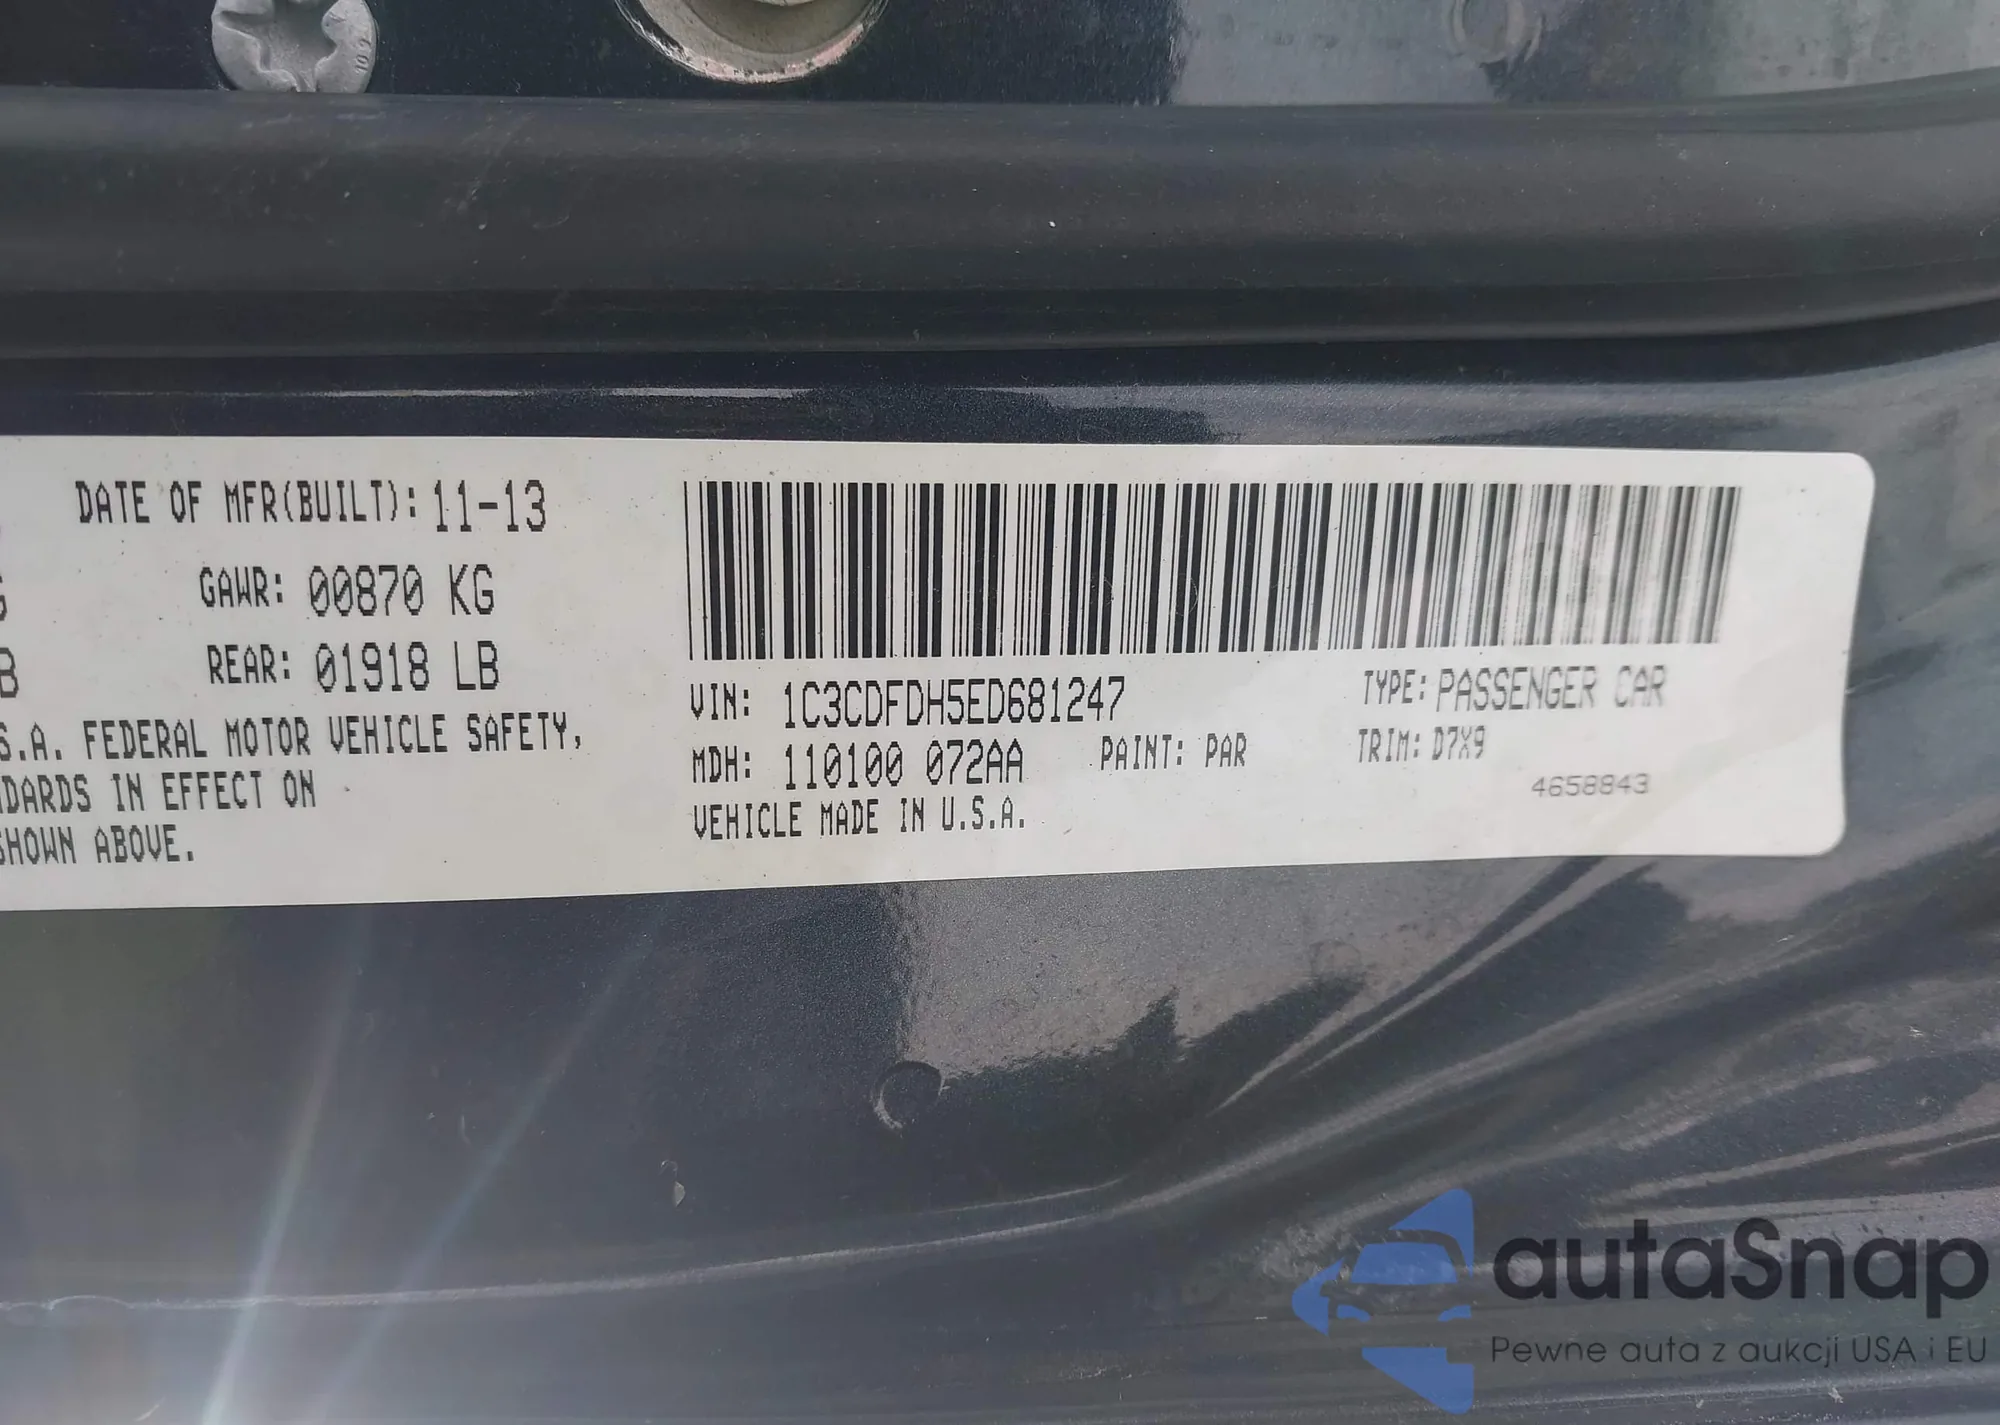 DATE OF MFR(BUILT): 11-13
GAWR: 00870 KG
REAR: 01918 LB
S.A. FEDERAL MOTOR VEHICLE SAFETY,
DARDS IN EFFECT ON
SHOWN ABOVE.
VIN: 1C3CDFDH5ED681247
TYPE: PASSENGER CAR
MDH: 110100 072AA
PAINT: PAR
TRIM: D7X9
4658843
VEHICLE MADE IN U.S.A.
autaSnap
Pewne auta z aukcji USA i EU